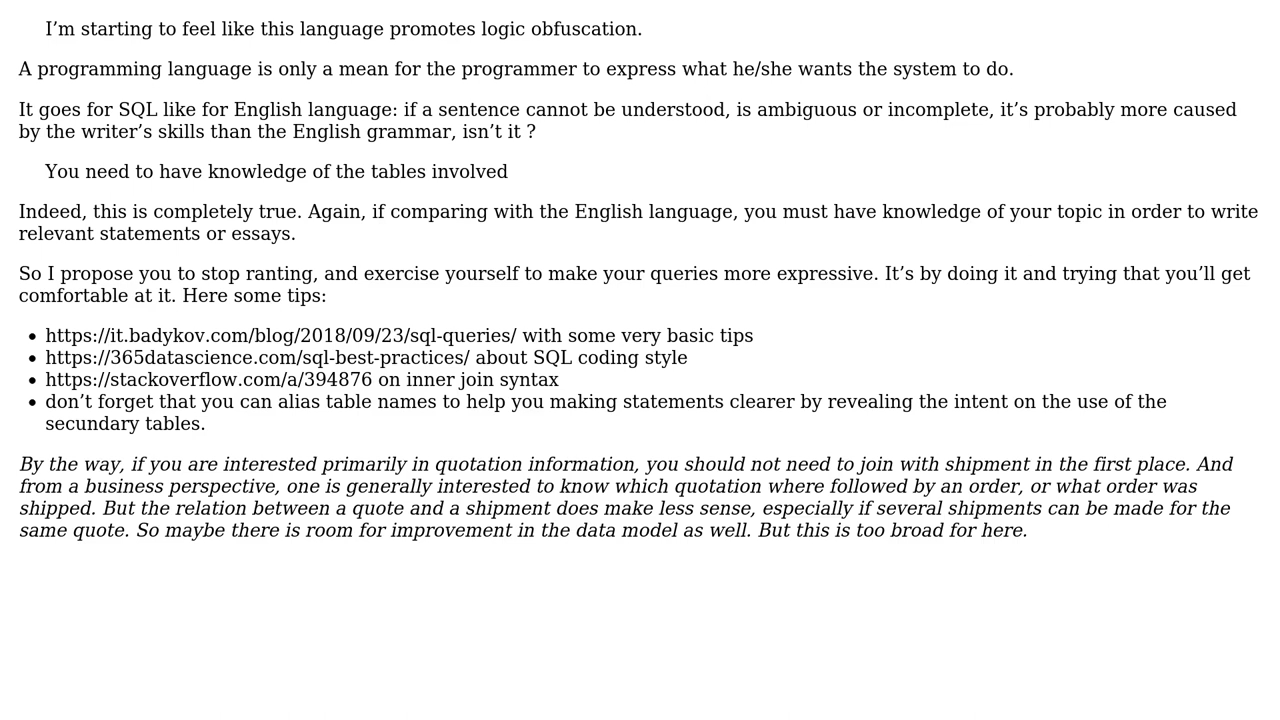 I’m starting to feel like this language promotes logic obfuscation.
A programming language is only a mean for the programmer to express what he/she wants the system to do.
It goes for SQL like for English language: if a sentence cannot be understood, is ambiguous or incomplete, it’s probably more caused
by the writer’s skills than the English grammar, isn’t it ?
You need to have knowledge of the tables involved
Indeed, this is completely true. Again, if comparing with the English language, you must have knowledge of your topic in order to write
relevant statements or essays.
So I propose you to stop ranting, and exercise yourself to make your queries more expressive. It’s by doing it and trying that you’ll get
comfortable at it. Here some tips:
• https://it.badykov.com/blog/2018/09/23/sql-queries/ with some very basic tips
• https://365datascience.com/sql-best-practices/ about SQL coding style
• https://stackoverflow.com/a/394876 on inner join syntax
• don’t forget that you can alias table names to help you making statements clearer by revealing the intent on the use of the
secundary tables.
By the way, if you are interested primarily in quotation information, you should not need to join with shipment in the first place. And
from a business perspective, one is generally interested to know which quotation where followed by an order, or what order was
shipped. But the relation between a quote and a shipment does make less sense, especially if several shipments can be made for the
same quote. So maybe there is room for improvement in the data model as well. But this is too broad for here.